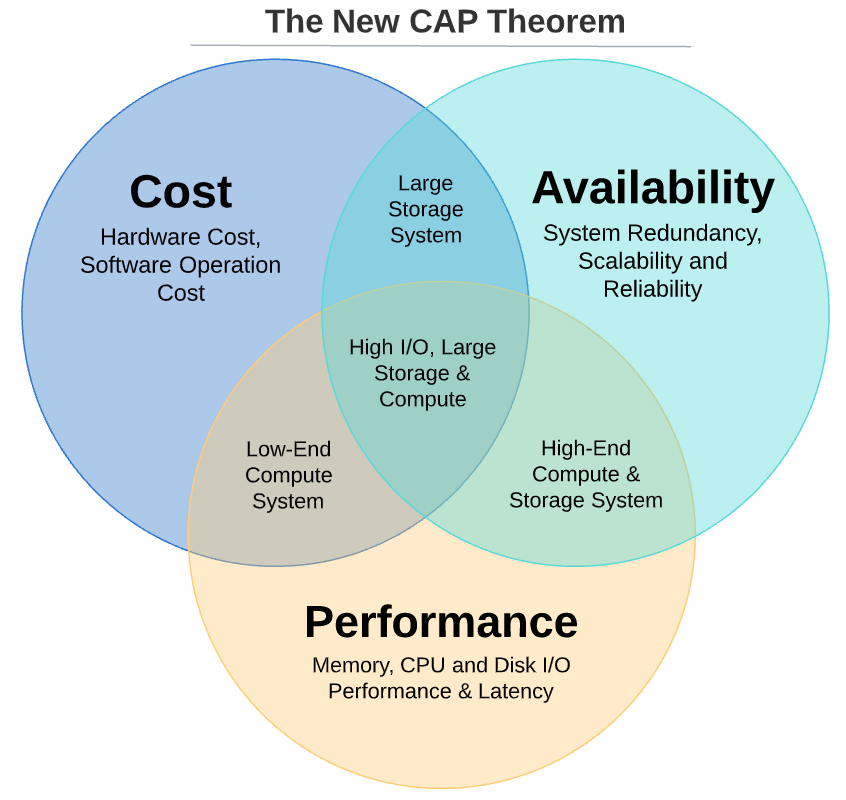 The New CAP Theorem
Cost
Hardware Cost,
Software Operation
Cost
Large
Storage
System
Availability
System Redundancy,
Scalability and
Reliability
High I/O, Large
Storage &
Compute
Low-End
Compute
System
High-End
Compute &
Storage System
Performance
Memory, CPU and Disk I/O
Performance & Latency